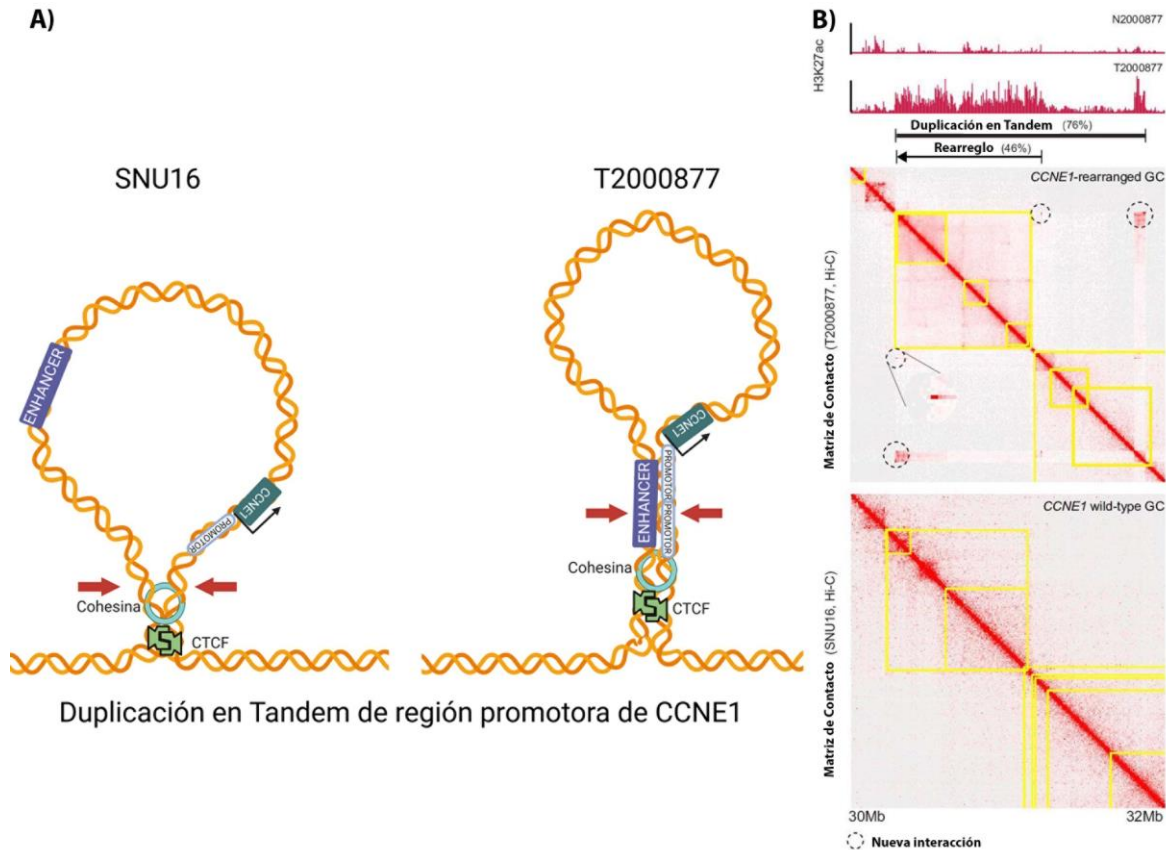 A)
SNU16
ENHANCER
PROMOTOR
CCNE1
Cohesina
CTCF
T2000877
CCNE1
ENHANCER
PROMOTOR
PROMOTOR
Cohesina
CTCF
Duplicación en Tandem de región promotora de CCNE1
B)
H3K27ac
N2000877
T2000877
Duplicación en Tandem (76%)
Rearreglo (46%)
Matriz de Contacto (T2000877, Hi-C)
CCNE1-rearranged GC
Matriz de Contacto (SNU16, Hi-C)
CCNE1 wild-type GC
30Mb
32Mb
Nueva interacción